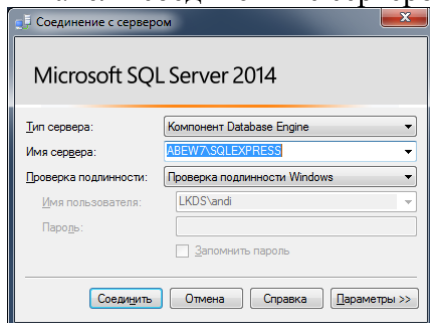 Соединение с сервером
Microsoft SQL Server 2014
Тип сервера: Компонент Database Engine
Имя сервера: ABEW7\SQLEXPRESS
Проверка подлинности: Проверка подлинности Windows
Имя пользователя: LKDS\andi
Пароль:
Запомнить пароль
Соединить Отмена Справка Параметры >>